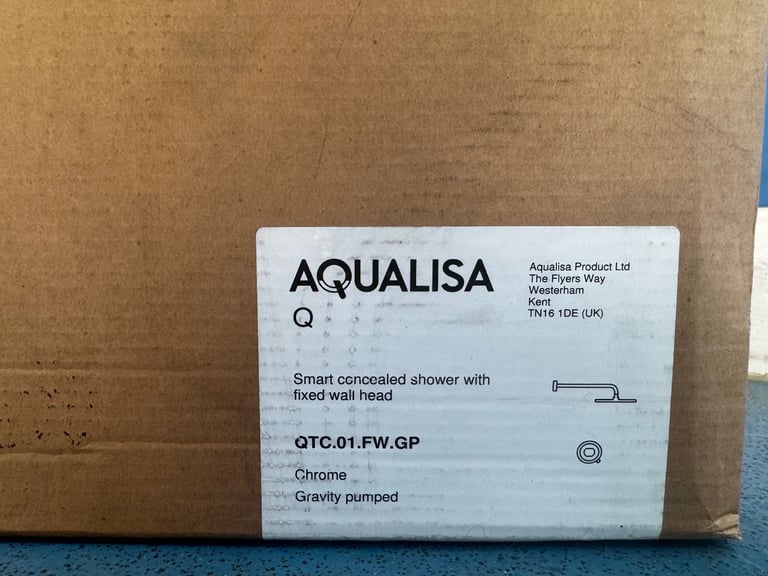 AQUALISA
Q
Aqualisa Product Ltd
The Flyers Way
Westerham
Kent
TN16 1DE (UK)
Smart concealed shower with
fixed wall head
QTC.01.FW.GP
Chrome
Gravity pumped